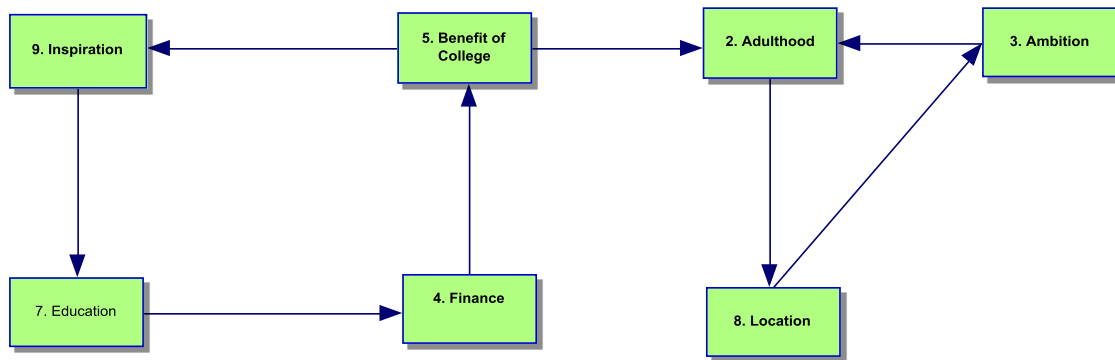 9. Inspiration
5. Benefit of
College
2. Adulthood
3. Ambition
7. Education
4. Finance
8. Location